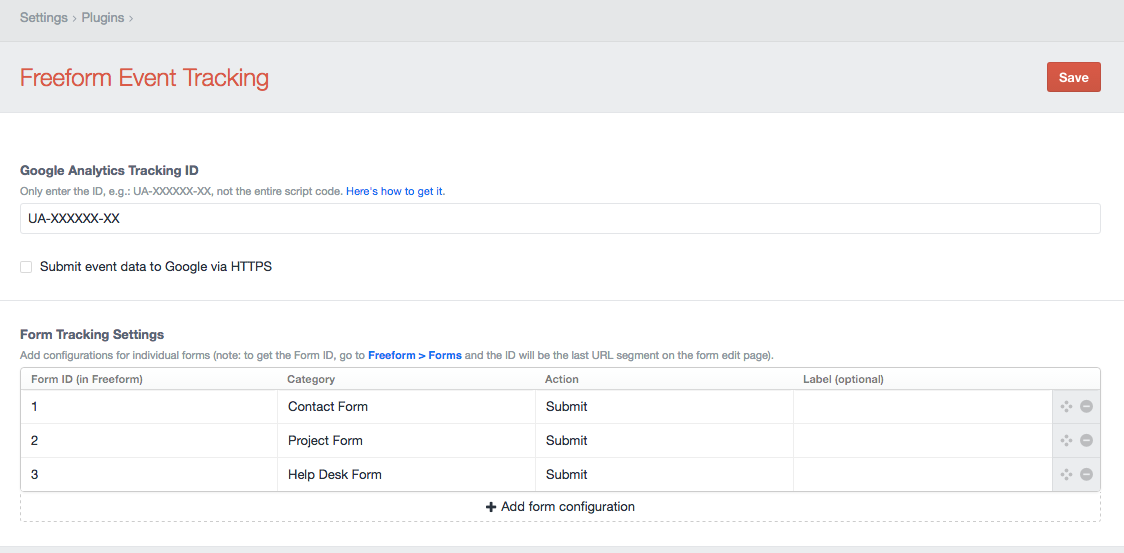 Settings › Plugins ›
Freeform Event Tracking
Save
Google Analytics Tracking ID
Only enter the ID, e.g.: UA-XXXXXX-XX, not the entire script code. Here's how to get it.
UA-XXXXXX-XX
Submit event data to Google via HTTPS
Form Tracking Settings
Add configurations for individual forms (note: to get the Form ID, go to Freeform > Forms and the ID will be the last URL segment on the form edit page).
Form ID (in Freeform) Category Action Label (optional)
1 Contact Form Submit
2 Project Form Submit
3 Help Desk Form Submit
+ Add form configuration